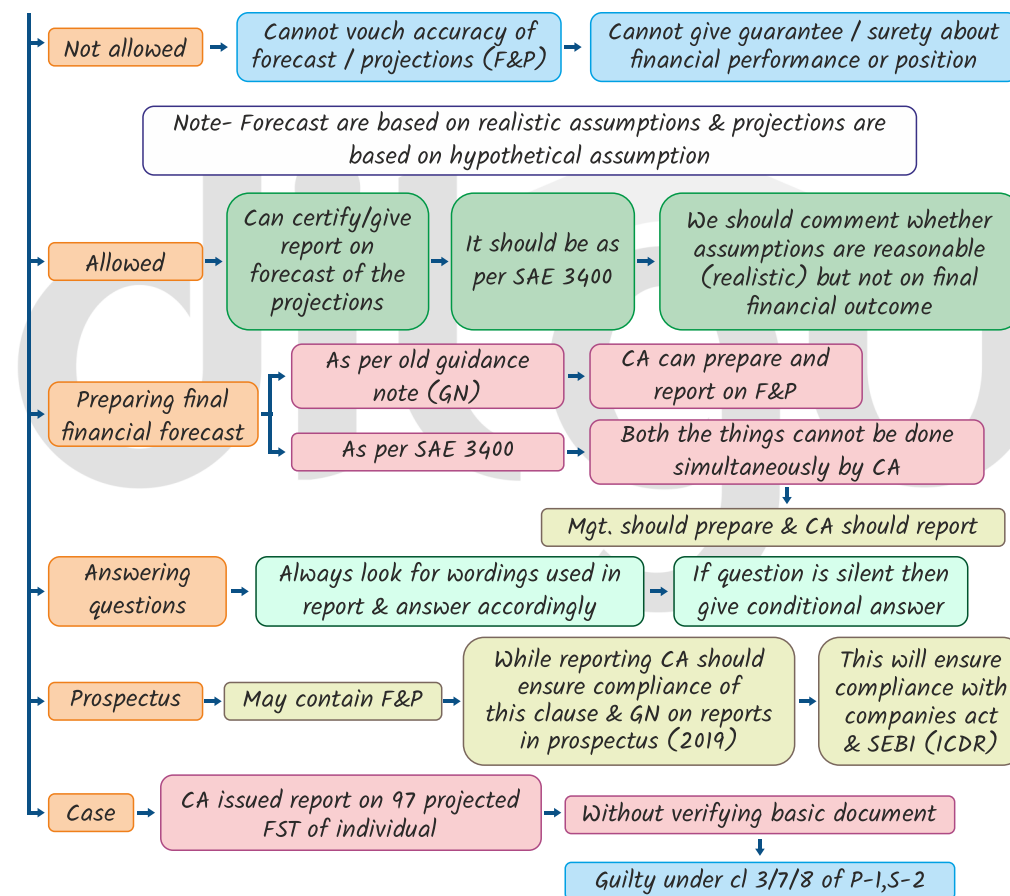 Not allowed
Cannot vouch accuracy of
forecast / projections (F&P)
Cannot give guarantee / surety about
financial performance or position
Note- Forecast are based on realistic assumptions & projections are
based on hypothetical assumption
Allowed
Can certify/give
report on
forecast of the
projections
It should be as
per SAE 3400
We should comment whether
assumptions are reasonable
(realistic) but not on final
financial outcome
Preparing final
financial forecast
As per old guidance
note (GN)
CA can prepare and
report on F&P
As per SAE 3400
Both the things cannot be done
simultaneously by CA
Mgt. should prepare & CA should report
Answering
questions
Always look for wordings used in
report & answer accordingly
If question is silent then
give conditional answer
Prospectus
May contain F&P
While reporting CA should
ensure compliance of
this clause & GN on reports
in prospectus (2019)
This will ensure
compliance with
companies act
& SEBI (ICDR)
Case
CA issued report on 97 projected
FST of individual
Without verifying basic document
Guilty under cl 3/7/8 of P-1,S-2